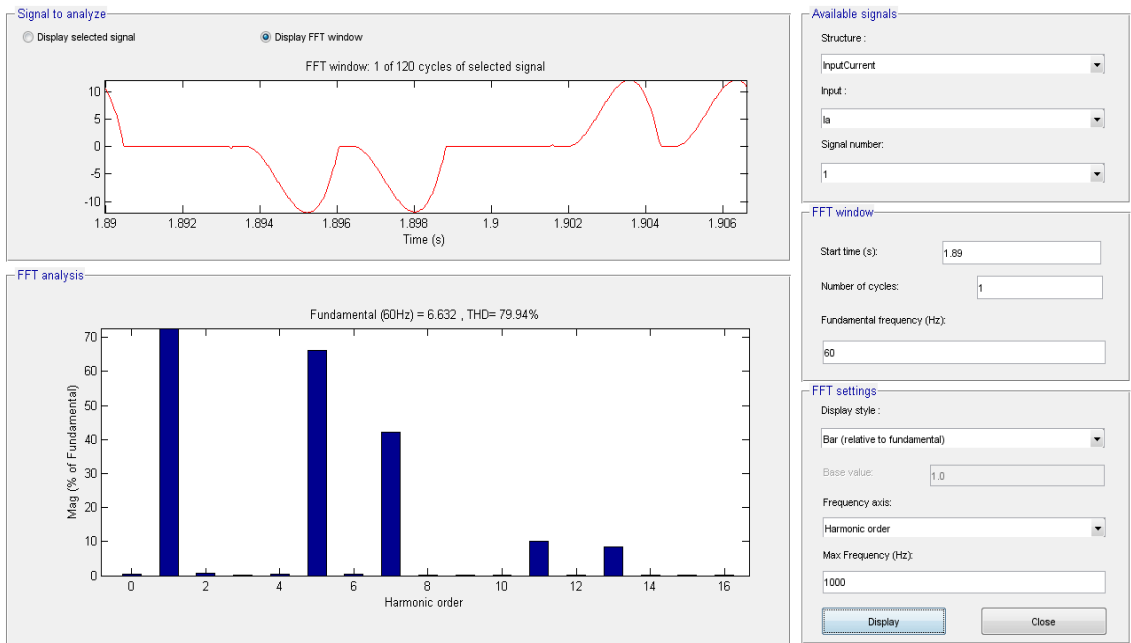 Signal to analyze
Display selected signal
Display FFT window
FFT window: 1 of 120 cycles of selected signal
10
5
0
-5
-10
1.89 1.892 1.894 1.896 1.898 1.9 1.902 1.904 1.906
Time (s)
FFT analysis
Fundamental (60Hz) = 6.632 , THD= 79.94%
Mag (% of Fundamental)
70
60
50
40
30
20
10
0
0 2 4 6 8 10 12 14 16
Harmonic order
Available signals
Structure :
InputCurrent
Input :
Ia
Signal number:
1
FFT window
Start time (s):
1.89
Number of cycles:
1
Fundamental frequency (Hz):
60
FFT settings
Display style :
Bar (relative to fundamental)
Base value:
1.0
Frequency axis:
Harmonic order
Max Frequency (Hz):
1000
Display
Close